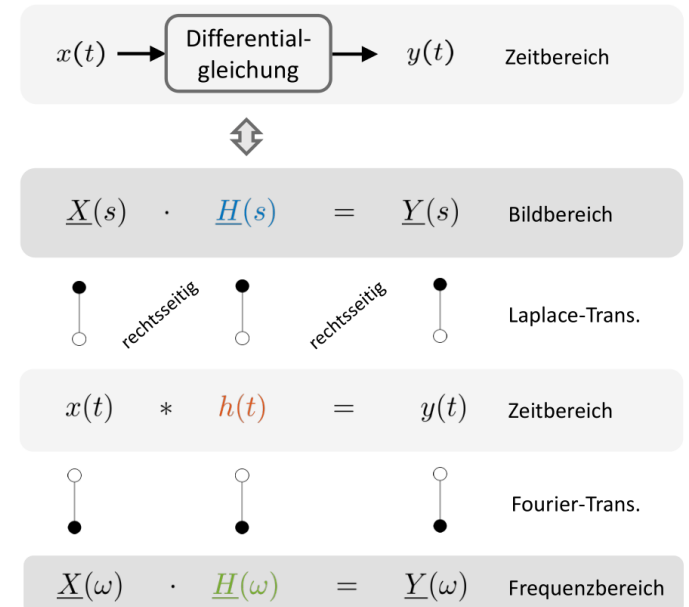 x(t) Differential-gleichung y(t) Zeitbereich
X(s) · H(s) = Y(s) Bildbereich
rechtsseitig rechtsseitig Laplace-Trans.
x(t) * h(t) = y(t) Zeitbereich
Fourier-Trans.
X(ω) · H(ω) = Y(ω) Frequenzbereich